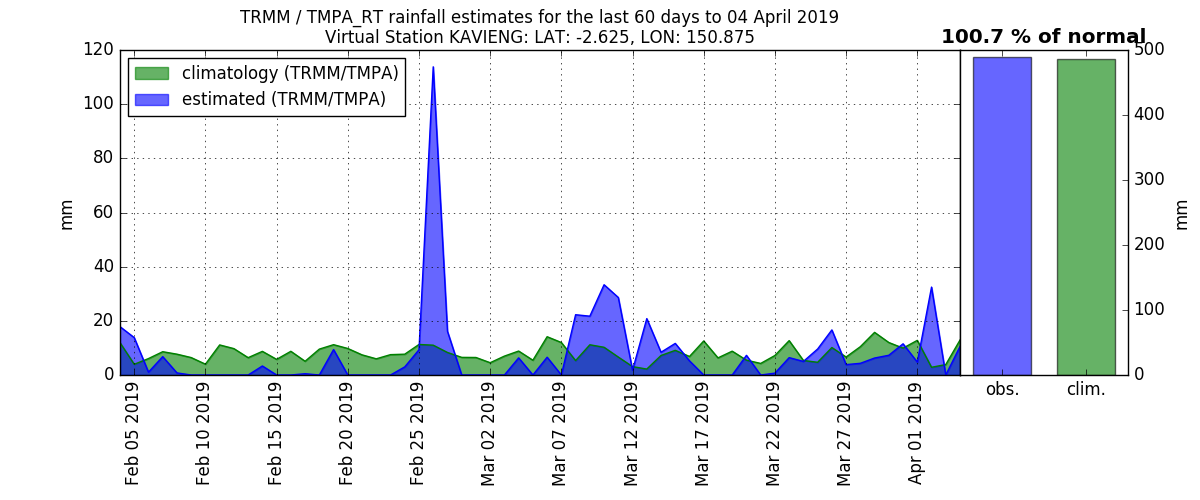 TRMM / TMPA_RT rainfall estimates for the last 60 days to 04 April 2019
Virtual Station KAVIENG: LAT: -2.625, LON: 150.875
100.7 % of normal
climatology (TRMM/TMPA)
estimated (TRMM/TMPA)
120
100
80
60
40
20
0
mm
Feb 05 2019
Feb 10 2019
Feb 15 2019
Feb 20 2019
Feb 25 2019
Mar 02 2019
Mar 07 2019
Mar 12 2019
Mar 17 2019
Mar 22 2019
Mar 27 2019
Apr 01 2019
500
400
300
200
100
0
mm
obs.
clim.